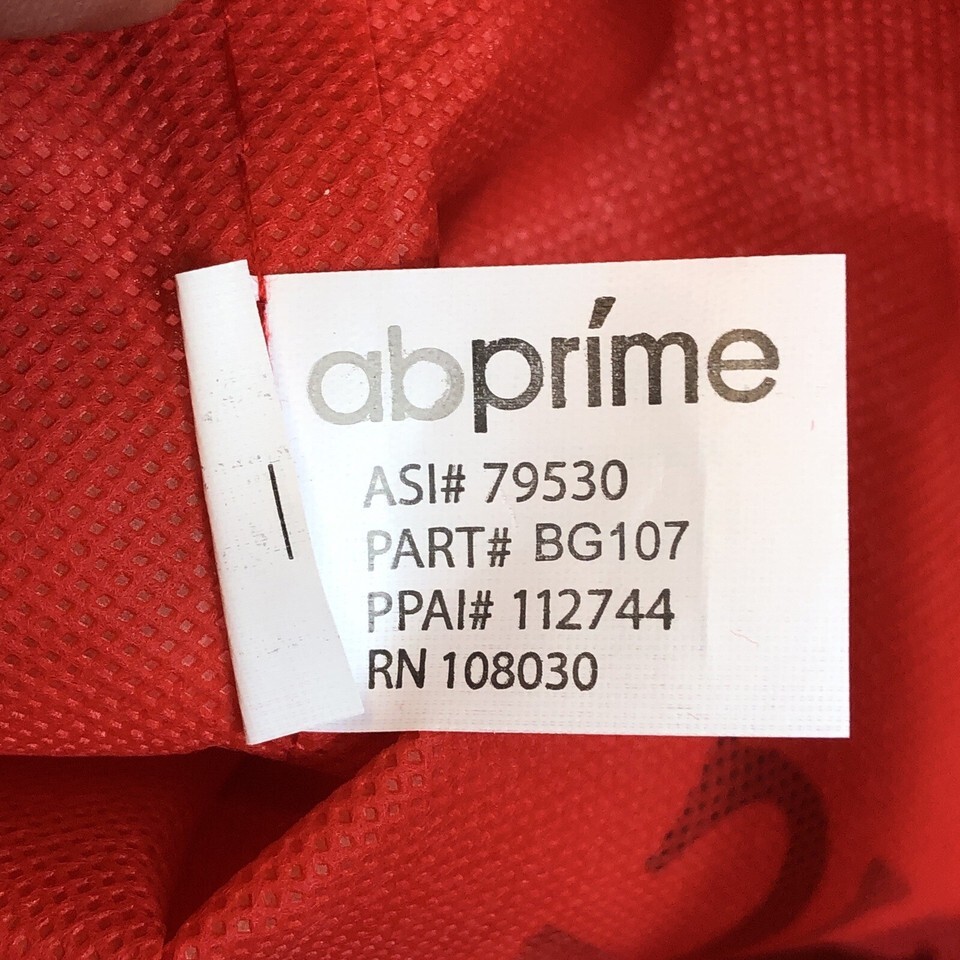 abpríme
ASI# 79530
PART# BG107
PPAI# 112744
RN 108030